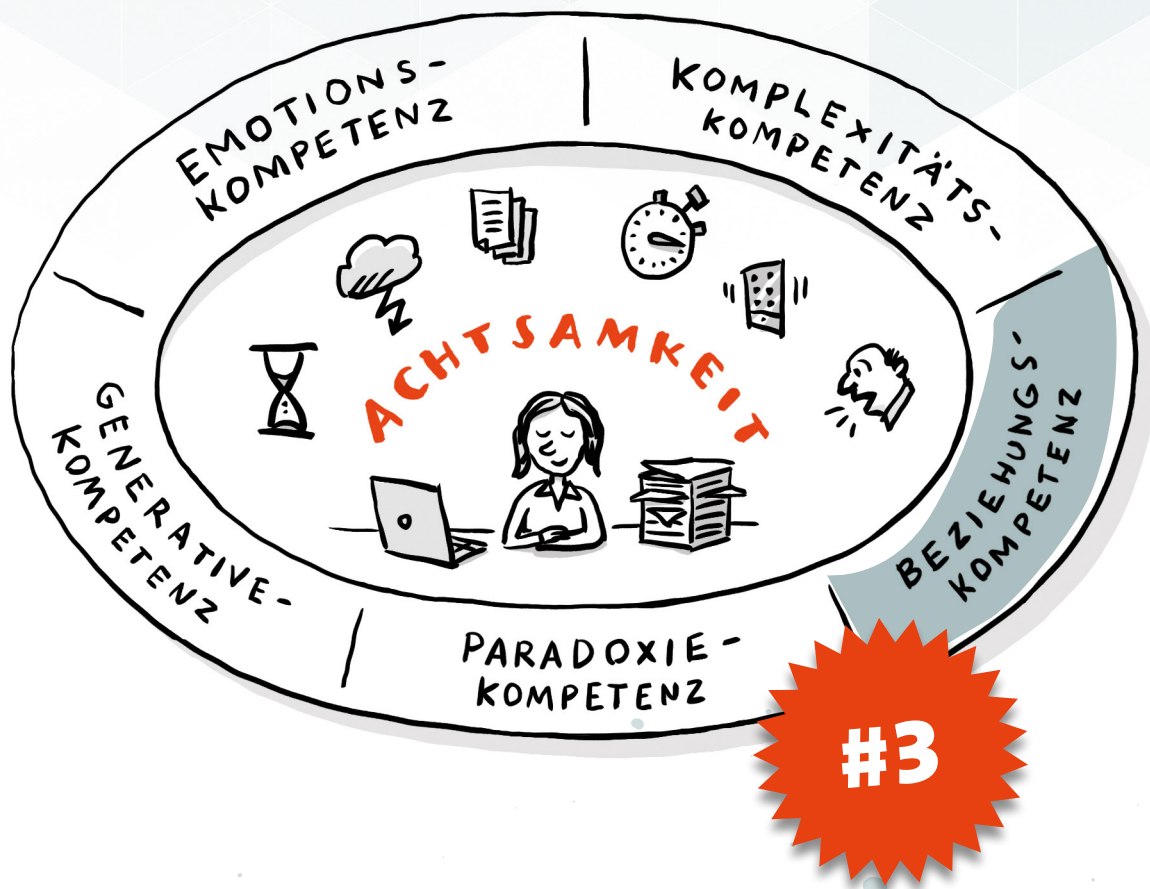 EMOTIONS-
KOMPETENZ
KOMPLEXITÄTS-
KOMPETENZ
BEZIEHUNGS-
KOMPETENZ
PARADOXIE-
KOMPETENZ
GENERATIVE-
KOMPETENZ
ACHTSAMKEIT
#3